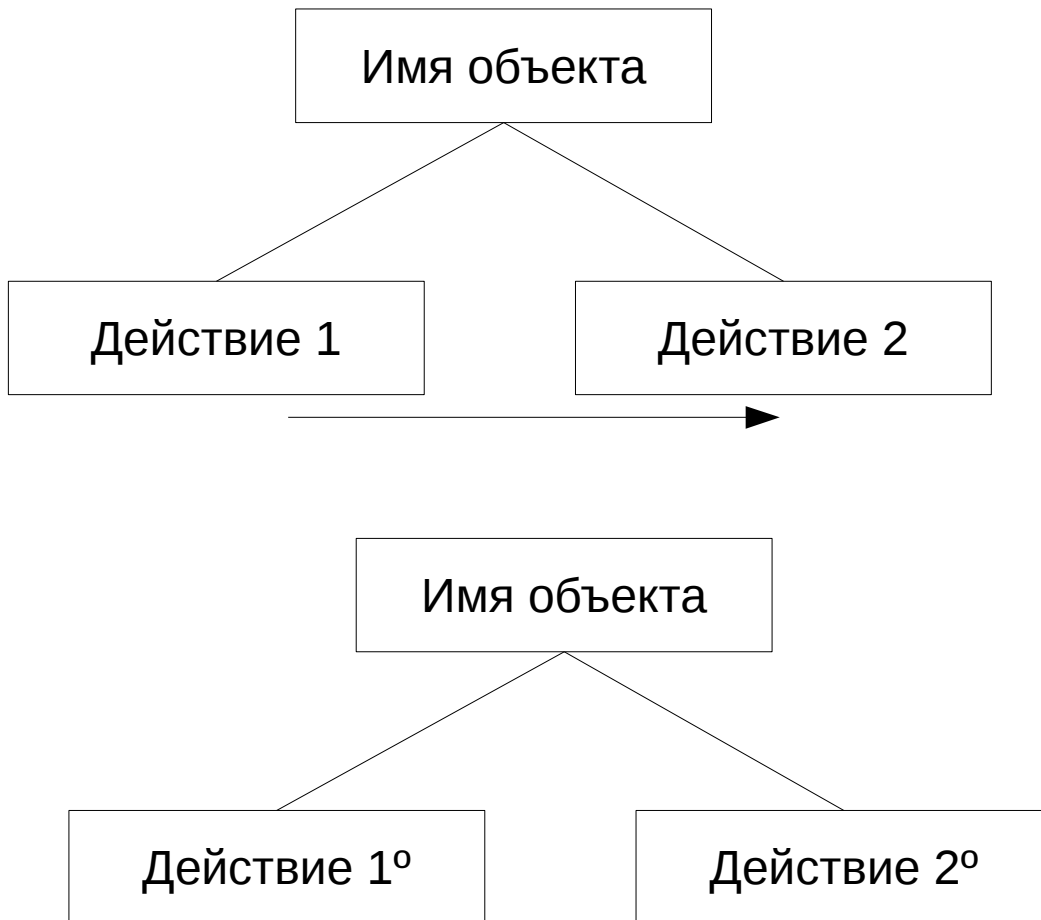 Имя объекта
Действие 1
Действие 2
Имя объекта
Действие 1º
Действие 2º